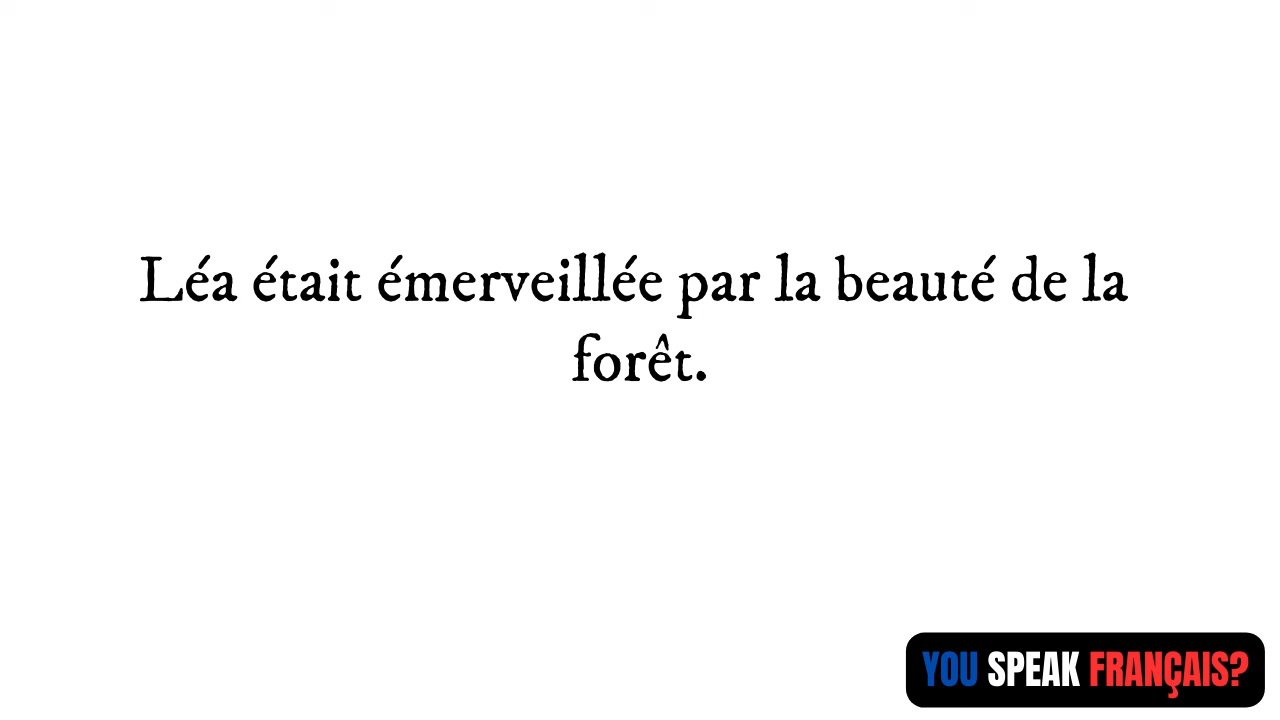 Léa était émerveillée par la beauté de la
forêt.
YOU SPEAK FRANÇAIS?